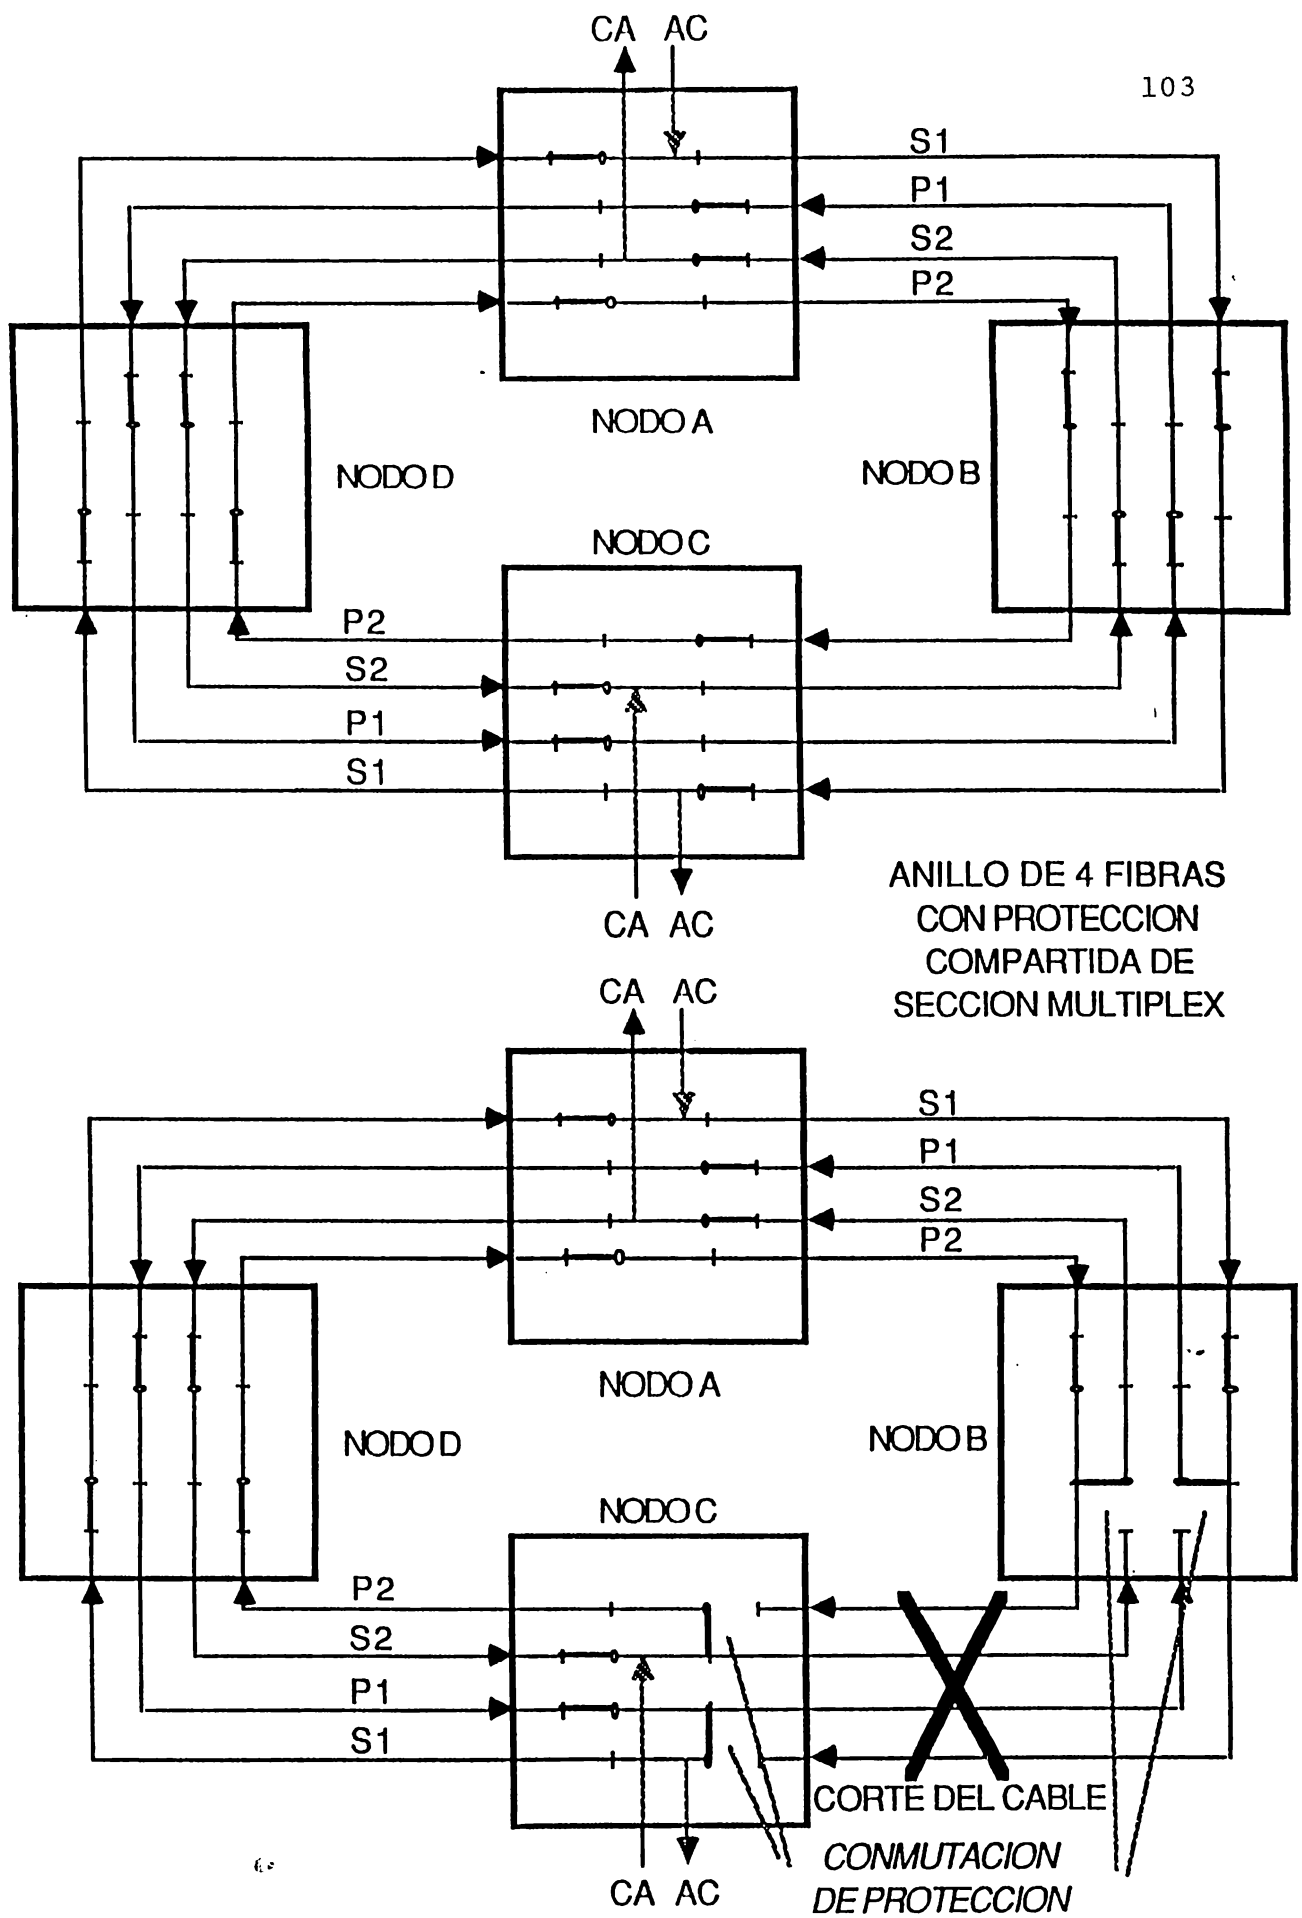 CA AC
103
S1
P1
S2
P2
NODO A
NODO D
NODO B
NODO C
P2
S2
P1
S1
CA AC
ANILLO DE 4 FIBRAS
CON PROTECCION
COMPARTIDA DE
SECCION MULTIPLEX
CA AC
S1
P1
S2
P2
NODO A
NODO D
NODO B
NODO C
P2
S2
P1
S1
CORTE DEL CABLE
CONMUTACION
DE PROTECCION
CA AC